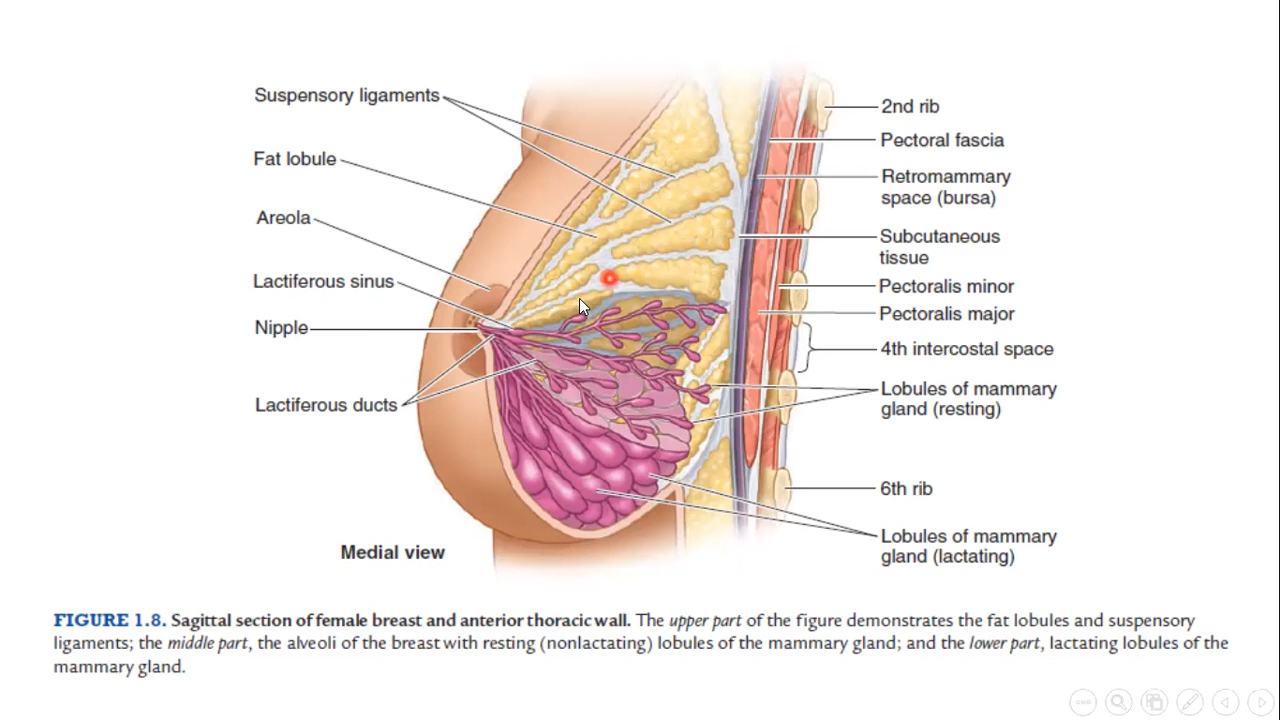 Suspensory ligaments
Fat lobule
Areola
Lactiferous sinus
Nipple
Lactiferous ducts
Medial view
2nd rib
Pectoral fascia
Retromammary
space (bursa)
Subcutaneous
tissue
Pectoralis minor
Pectoralis major
4th intercostal space
Lobules of mammary
gland (resting)
6th rib
Lobules of mammary
gland (lactating)
FIGURE 1.8. Sagittal section of female breast and anterior thoracic wall. The upper part of the figure demonstrates the fat lobules and suspensory
ligaments; the middle part, the alveoli of the breast with resting (nonlactating) lobules of the mammary gland; and the lower part, lactating lobules of the
mammary gland.